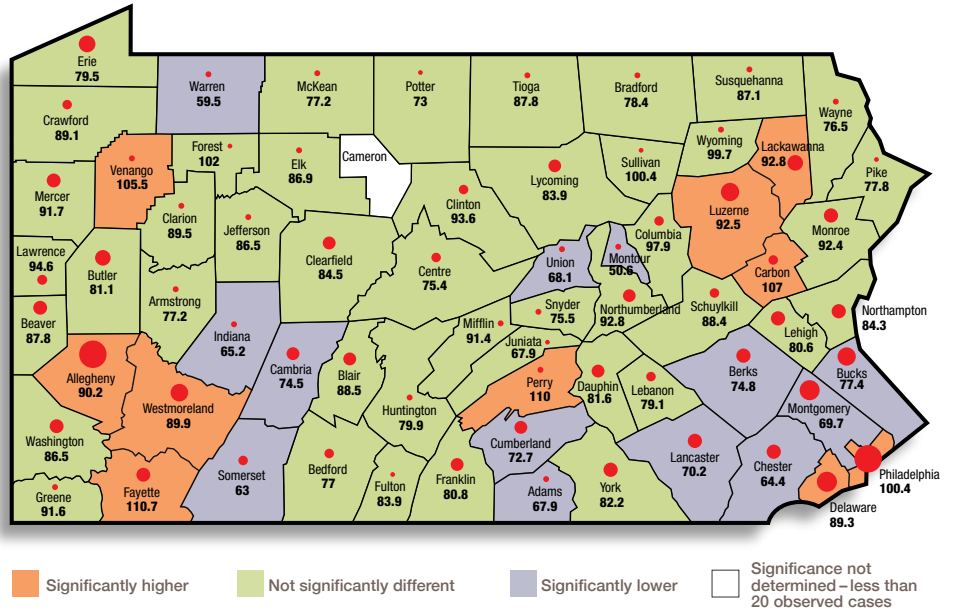 Erie
79.5
Warren
59.5
McKean
77.2
Potter
73
Tioga
87.8
Bradford
78.4
Susquehanna
87.1
Wayne
76.5
Crawford
89.1
Venango
105.5
Forest
102
Elk
86.9
Cameron
Wyoming
99.7
Lackawanna
92.8
Pike
77.8
Mercer
91.7
Clarion
89.5
Jefferson
86.5
Clinton
93.6
Lycoming
83.9
Sullivan
100.4
Luzerne
92.5
Monroe
92.4
Lawrence
94.6
Butler
81.1
Clearfield
84.5
Centre
75.4
Union
68.1
Montour
50.6
Columbia
97.9
Carbon
107
Armstrong
77.2
Beaver
87.8
Snyder
75.5
Northumberland
92.8
Schuylkill
88.4
Northampton
84.3
Lehigh
80.6
Indiana
65.2
Mifflin
91.4
Juniata
67.9
Cambria
74.5
Blair
88.5
Allegheny
90.2
Westmoreland
89.9
Huntington
79.9
Perry
110
Dauphin
81.6
Lebanon
79.1
Berks
74.8
Bucks
77.4
Montgomery
69.7
Washington
86.5
Cumberland
72.7
Lancaster
70.2
Chester
64.4
Philadelphia
100.4
Delaware
89.3
Greene
91.6
Fayette
110.7
Somerset
63
Bedford
77
Fulton
83.9
Franklin
80.8
Adams
67.9
York
82.2
Significantly higher
Not significantly different
Significantly lower
Significance not
determined – less than
20 observed cases